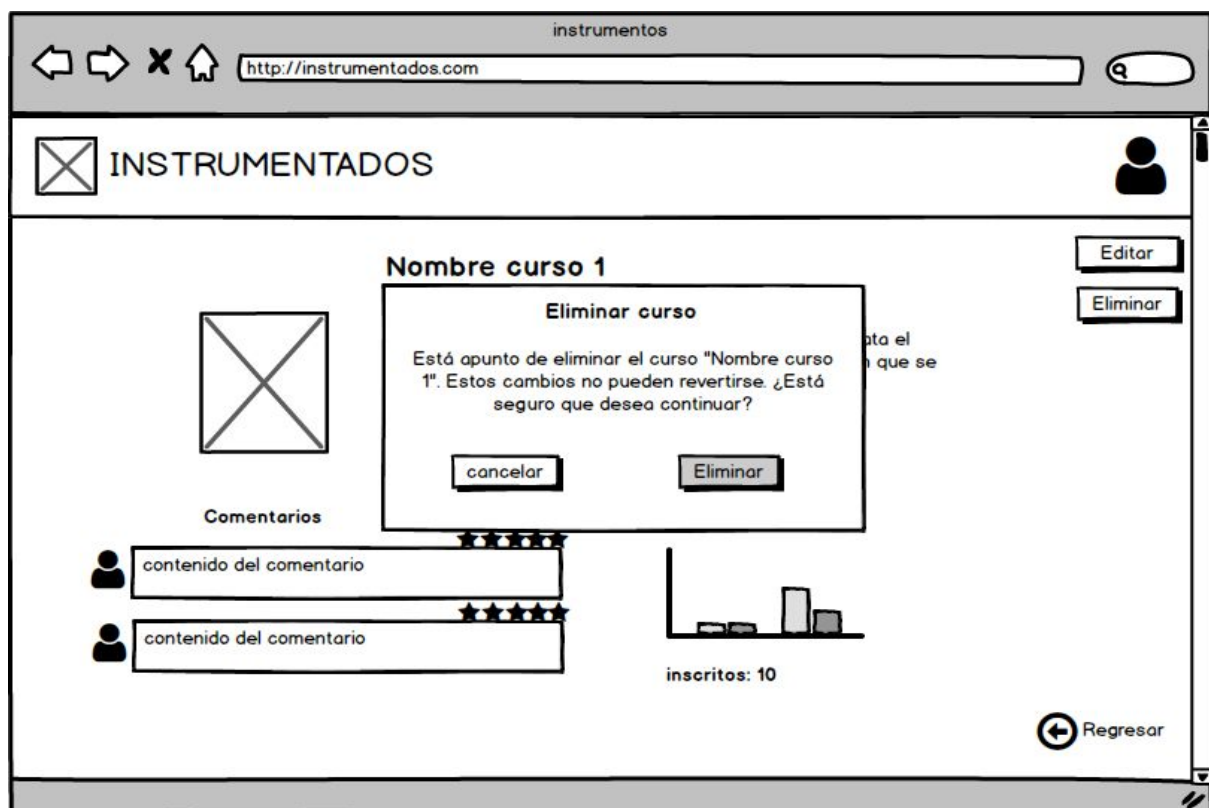 instrumentos
http://instrumentados.com
INSTRUMENTADOS
Editar
Nombre curso 1
Eliminar
Eliminar curso
el
que se
Está apunto de eliminar el curso "Nombre curso
1". Estos cambios no pueden revertirse. ¿Está
seguro que desea continuar?
cancelar
Eliminar
Comentarios
contenido del comentario
contenido del comentario
inscritos: 10
Regresar